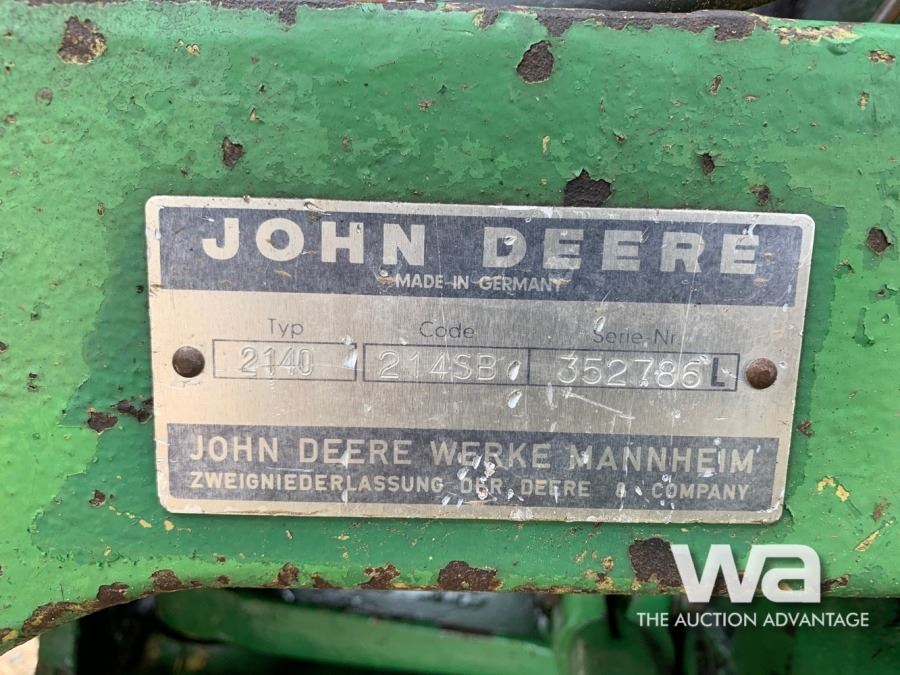 JOHN DEERE
MADE IN GERMANY
Typ Code Serie-Nr
2140 214SB 352786 L
JOHN DEERE WERKE MANNHEIM
ZWEIGNIEDERLASSUNG DER DEERE & COMPANY
wa
THE AUCTION ADVANTAGE